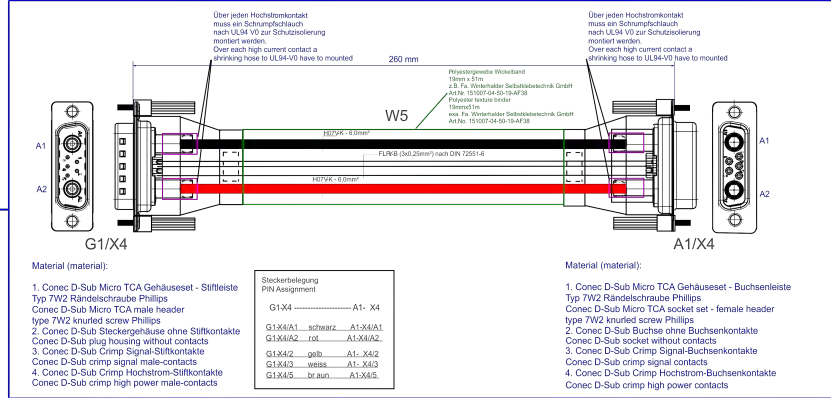 Über jeden Hochstromkontakt
muss ein Schrumpfschlauch
nach UL94 V0 zur Schutzisolierung
montiert werden.
Over each high current contact a
shrinking hose to UL94-V0 have to mounted
Über jeden Hochstromkontakt
muss ein Schrumpfschlauch
nach UL94 V0 zur Schutzisolierung
montiert werden.
Over each high current contact a
shrinking hose to UL94-V0 have to mounted
260 mm
Polyestergewebe Wickelband
19mm x 51m
z.B. Fa. Winterhalder Selbstklebetechnik GmbH
Art.Nr. 151007-04-50-19-AF38
Polyester texture binder
19mmx51m
exa. Fa. Winterhalder Selbstklebetechnik GmbH
Art.No. 151007-04-50-19-AF38
W5
H07V-K - 6.0mm²
FLRY-B (3x0,25mm²) nach DIN 72551-6
H07V-K - 6,0mm²
A1
A2
A1
A2
G1/X4
A1/X4
Material (material):
1. Conec D-Sub Micro TCA Gehäuseset - Stiftleiste
Typ 7W2 Rändelschraube Phillips
Conec D-Sub Micro TCA male header
type 7W2 knurled screw Phillips
2. Conec D-Sub Steckergehäuse ohne Stiftkontakte
Conec D-Sub plug housing without contacts
3. Conec D-Sub Crimp Signal-Stiftkontakte
Conec D-Sub crimp signal male-contacts
4. Conec D-Sub Crimp Hochstrom-Stiftkontakte
Conec D-Sub crimp high power male-contacts
Steckerbelegung
PIN Assignment
G1-X4 -------------------- A1- X4
G1-X4/A1 schwarz A1-X4/A1
G1-X4/A2 rot A1-X4/A2
G1-X4/2 gelb A1- X4/2
G1-X4/3 weiss A1- X4/3
G1-X4/5 br aun A1-X4/5
Material (material):
1. Conec D-Sub Micro TCA Gehäuseset - Buchsenleiste
Typ 7W2 Rändelschraube Phillips
Conec D-Sub Micro TCA socket set - female header
type 7W2 knurled screw Phillips
2. Conec D-Sub Buchse ohne Buchsenkontakte
Conec D-Sub socket without contacts
3. Conec D-Sub Crimp Signal-Buchsenkontakte
Conec D-Sub crimp signal contacts
4. Conec D-Sub Crimp Hochstrom-Buchsenkontakte
Conec D-Sub crimp high power contacts